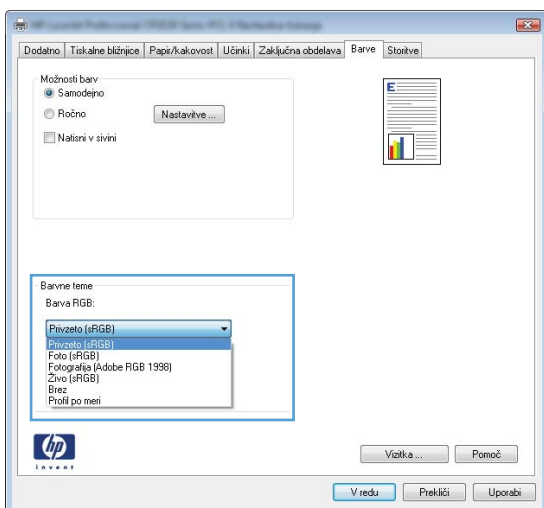 Dodatno Tiskalne bližnjice Papir/kakovost Učinki Zaključna obdelava Barve Storitve
Možnosti barv
Samodejno
Ročno Nastavitve ...
Natisni v sivini
E
Barvne teme
Barva RGB:
Privzeto (sRGB)
Privzeto (sRGB)
Foto (sRGB)
Fotografija (Adobe RGB 1998)
Živo (sRGB)
Brez
Profil po meri
hp
invent
Vizitka ... Pomoč
V redu Prekliči Uporabi